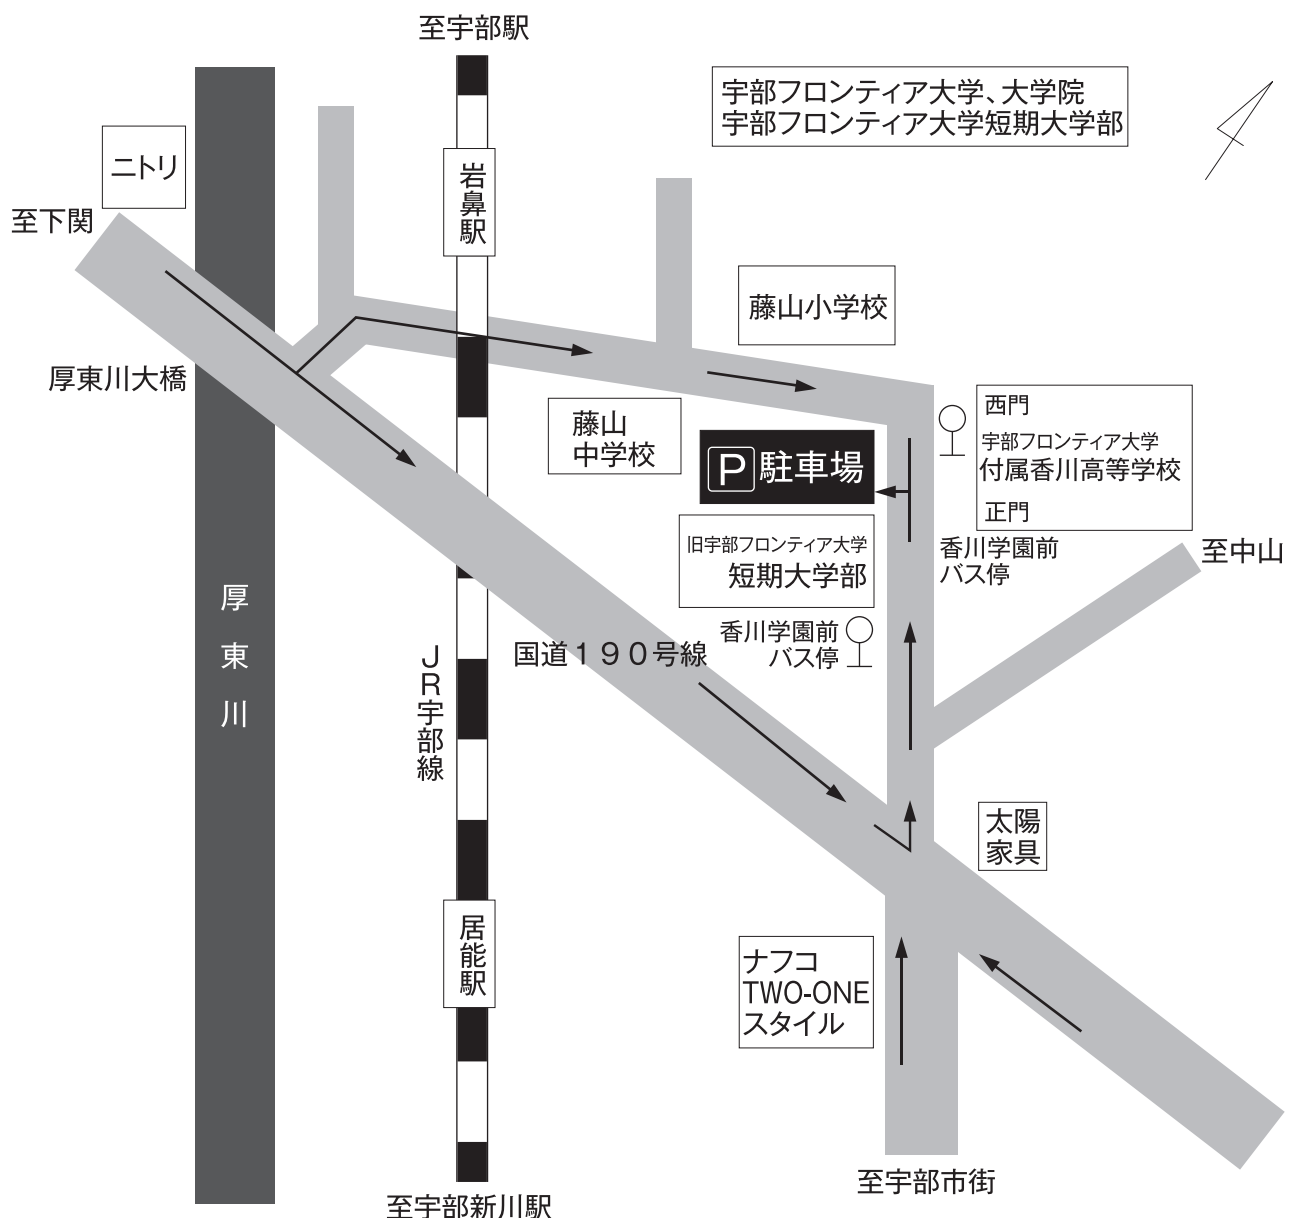 至宇部駅
宇部フロンティア大学、大学院
宇部フロンティア大学短期大学部
ニトリ
至下関
岩鼻駅
藤山小学校
厚東川大橋
藤山
中学校
P 駐車場
西門
宇部フロンティア大学
付属香川高等学校
正門
旧宇部フロンティア大学
短期大学部
香川学園前
バス停
至中山
厚東川
香川学園前
バス停
国道190号線
JR宇部線
太陽
家具
居能駅
ナフコ
TWO-ONE
スタイル
至宇部市街
至宇部新川駅